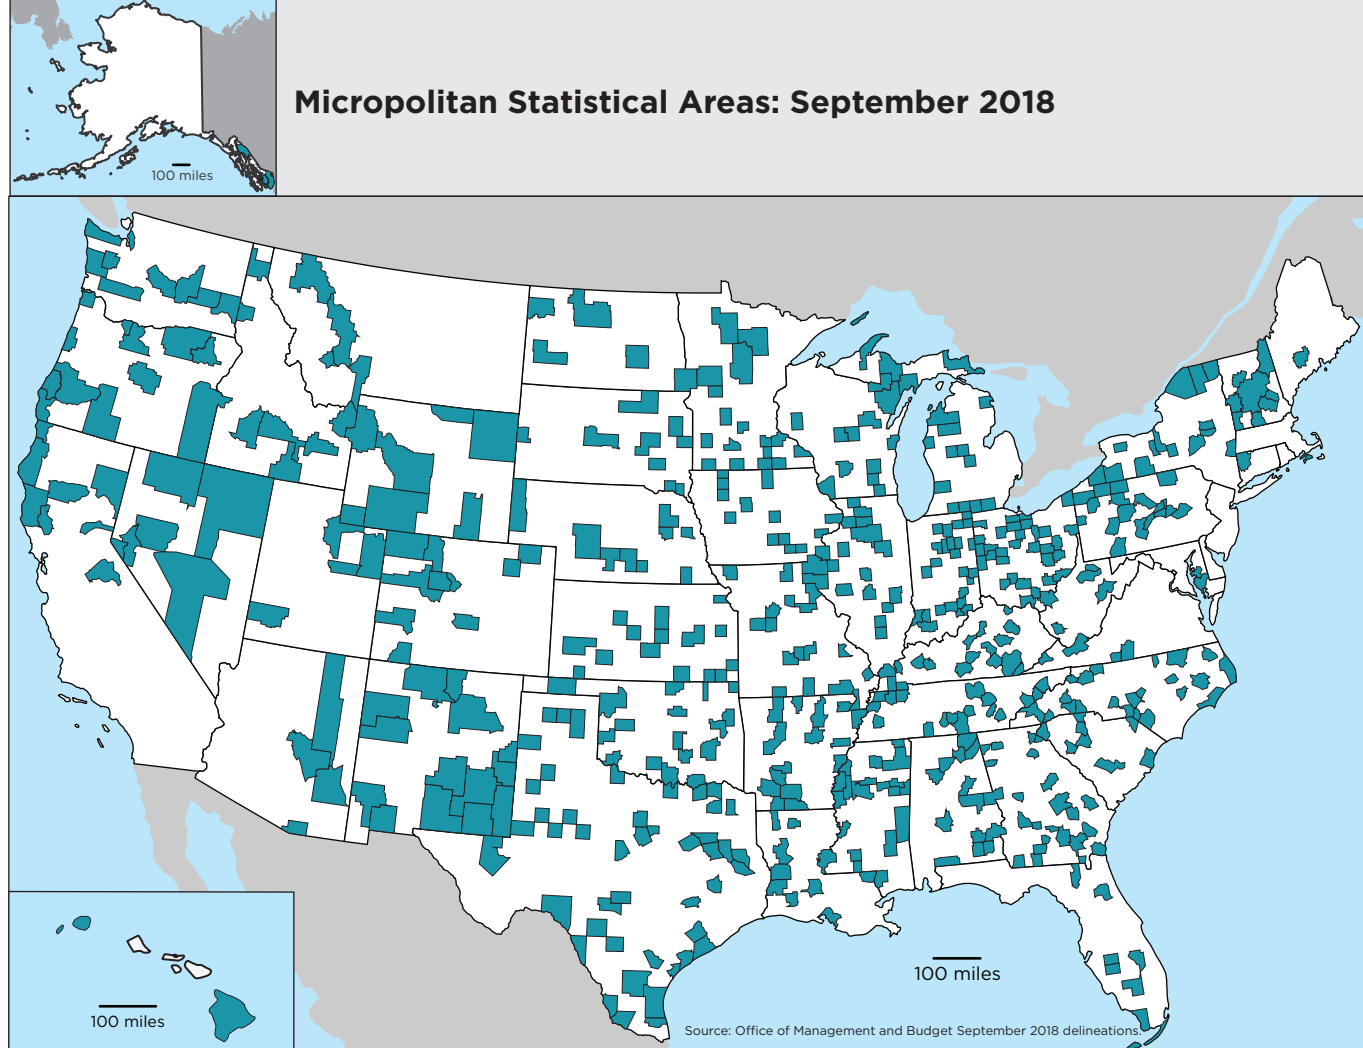 Micropolitan Statistical Areas: September 2018
100 miles
100 miles
100 miles
Source: Office of Management and Budget September 2018 delineations.